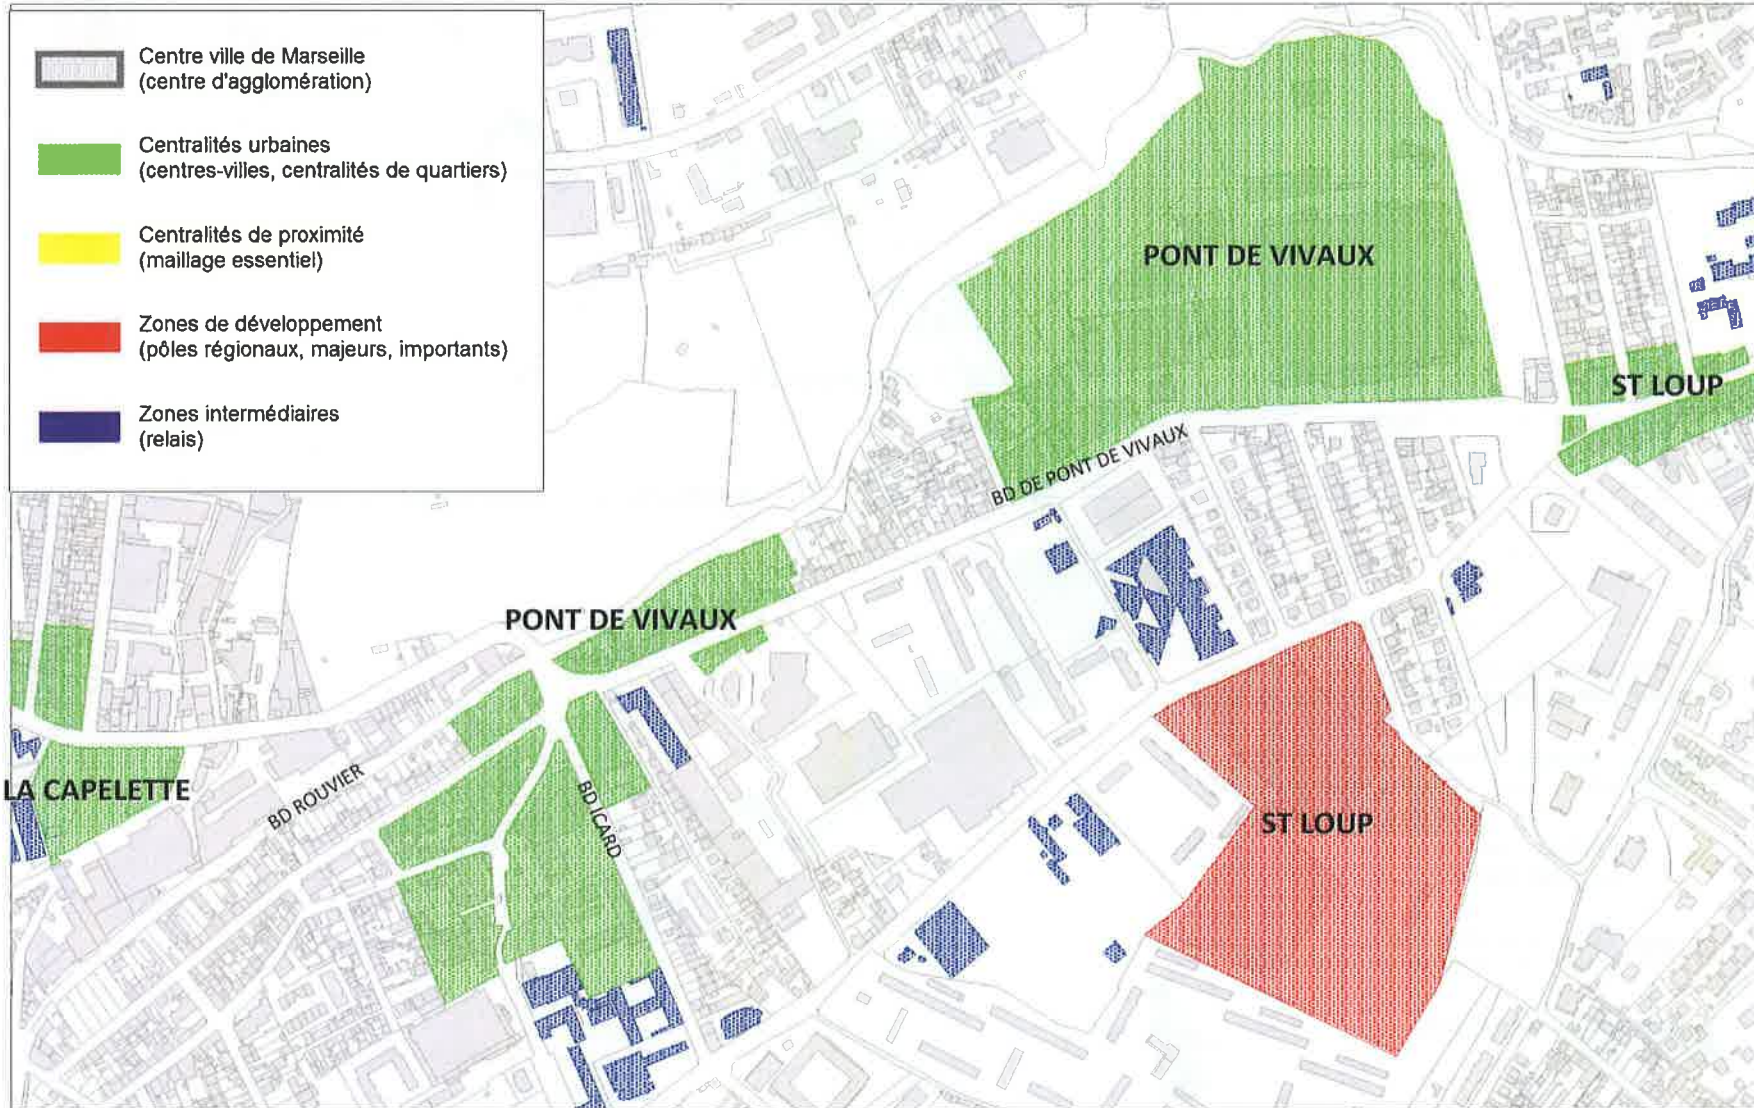 Centre ville de Marseille
(centre d'agglomération)
Centralités urbaines
(centres-villes, centralités de quartiers)
Centralités de proximité
(maillage essentiel)
Zones de développement
(pôles régionaux, majeurs, importants)
Zones intermédiaires
(relais)
PONT DE VIVAUX
ST LOUP
BD DE PONT DE VIVAUX
PONT DE VIVAUX
LA CAPELETTE
BD ROUVIER
BD ICARD
ST LOUP